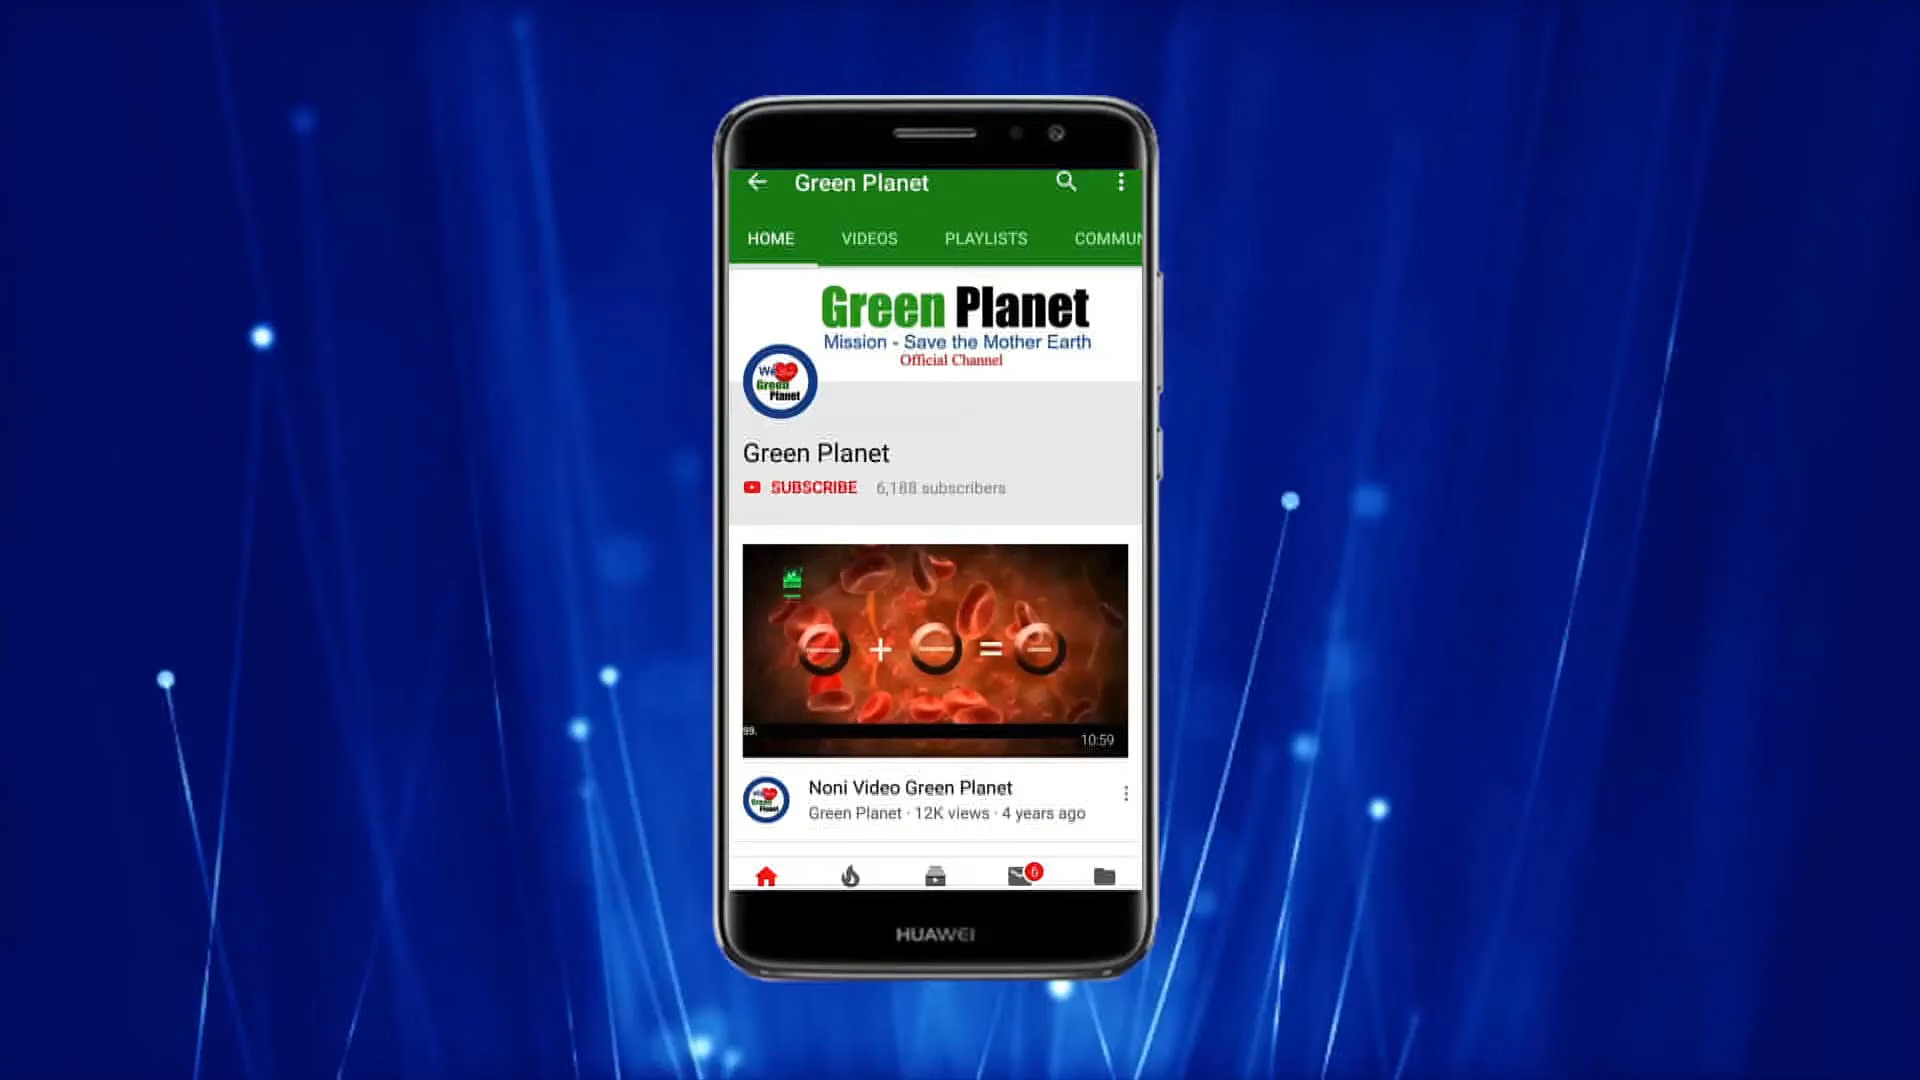 Green Planet
HOME VIDEOS PLAYLISTS COMMUN
Green Planet
Mission - Save the Mother Earth
Official Channel
We
Green
Planet
Green Planet
SUBSCRIBE 6,188 subscribers
+ =
99.
10:59
Noni Video Green Planet
Green Planet · 12K views · 4 years ago
6
HUAWEI